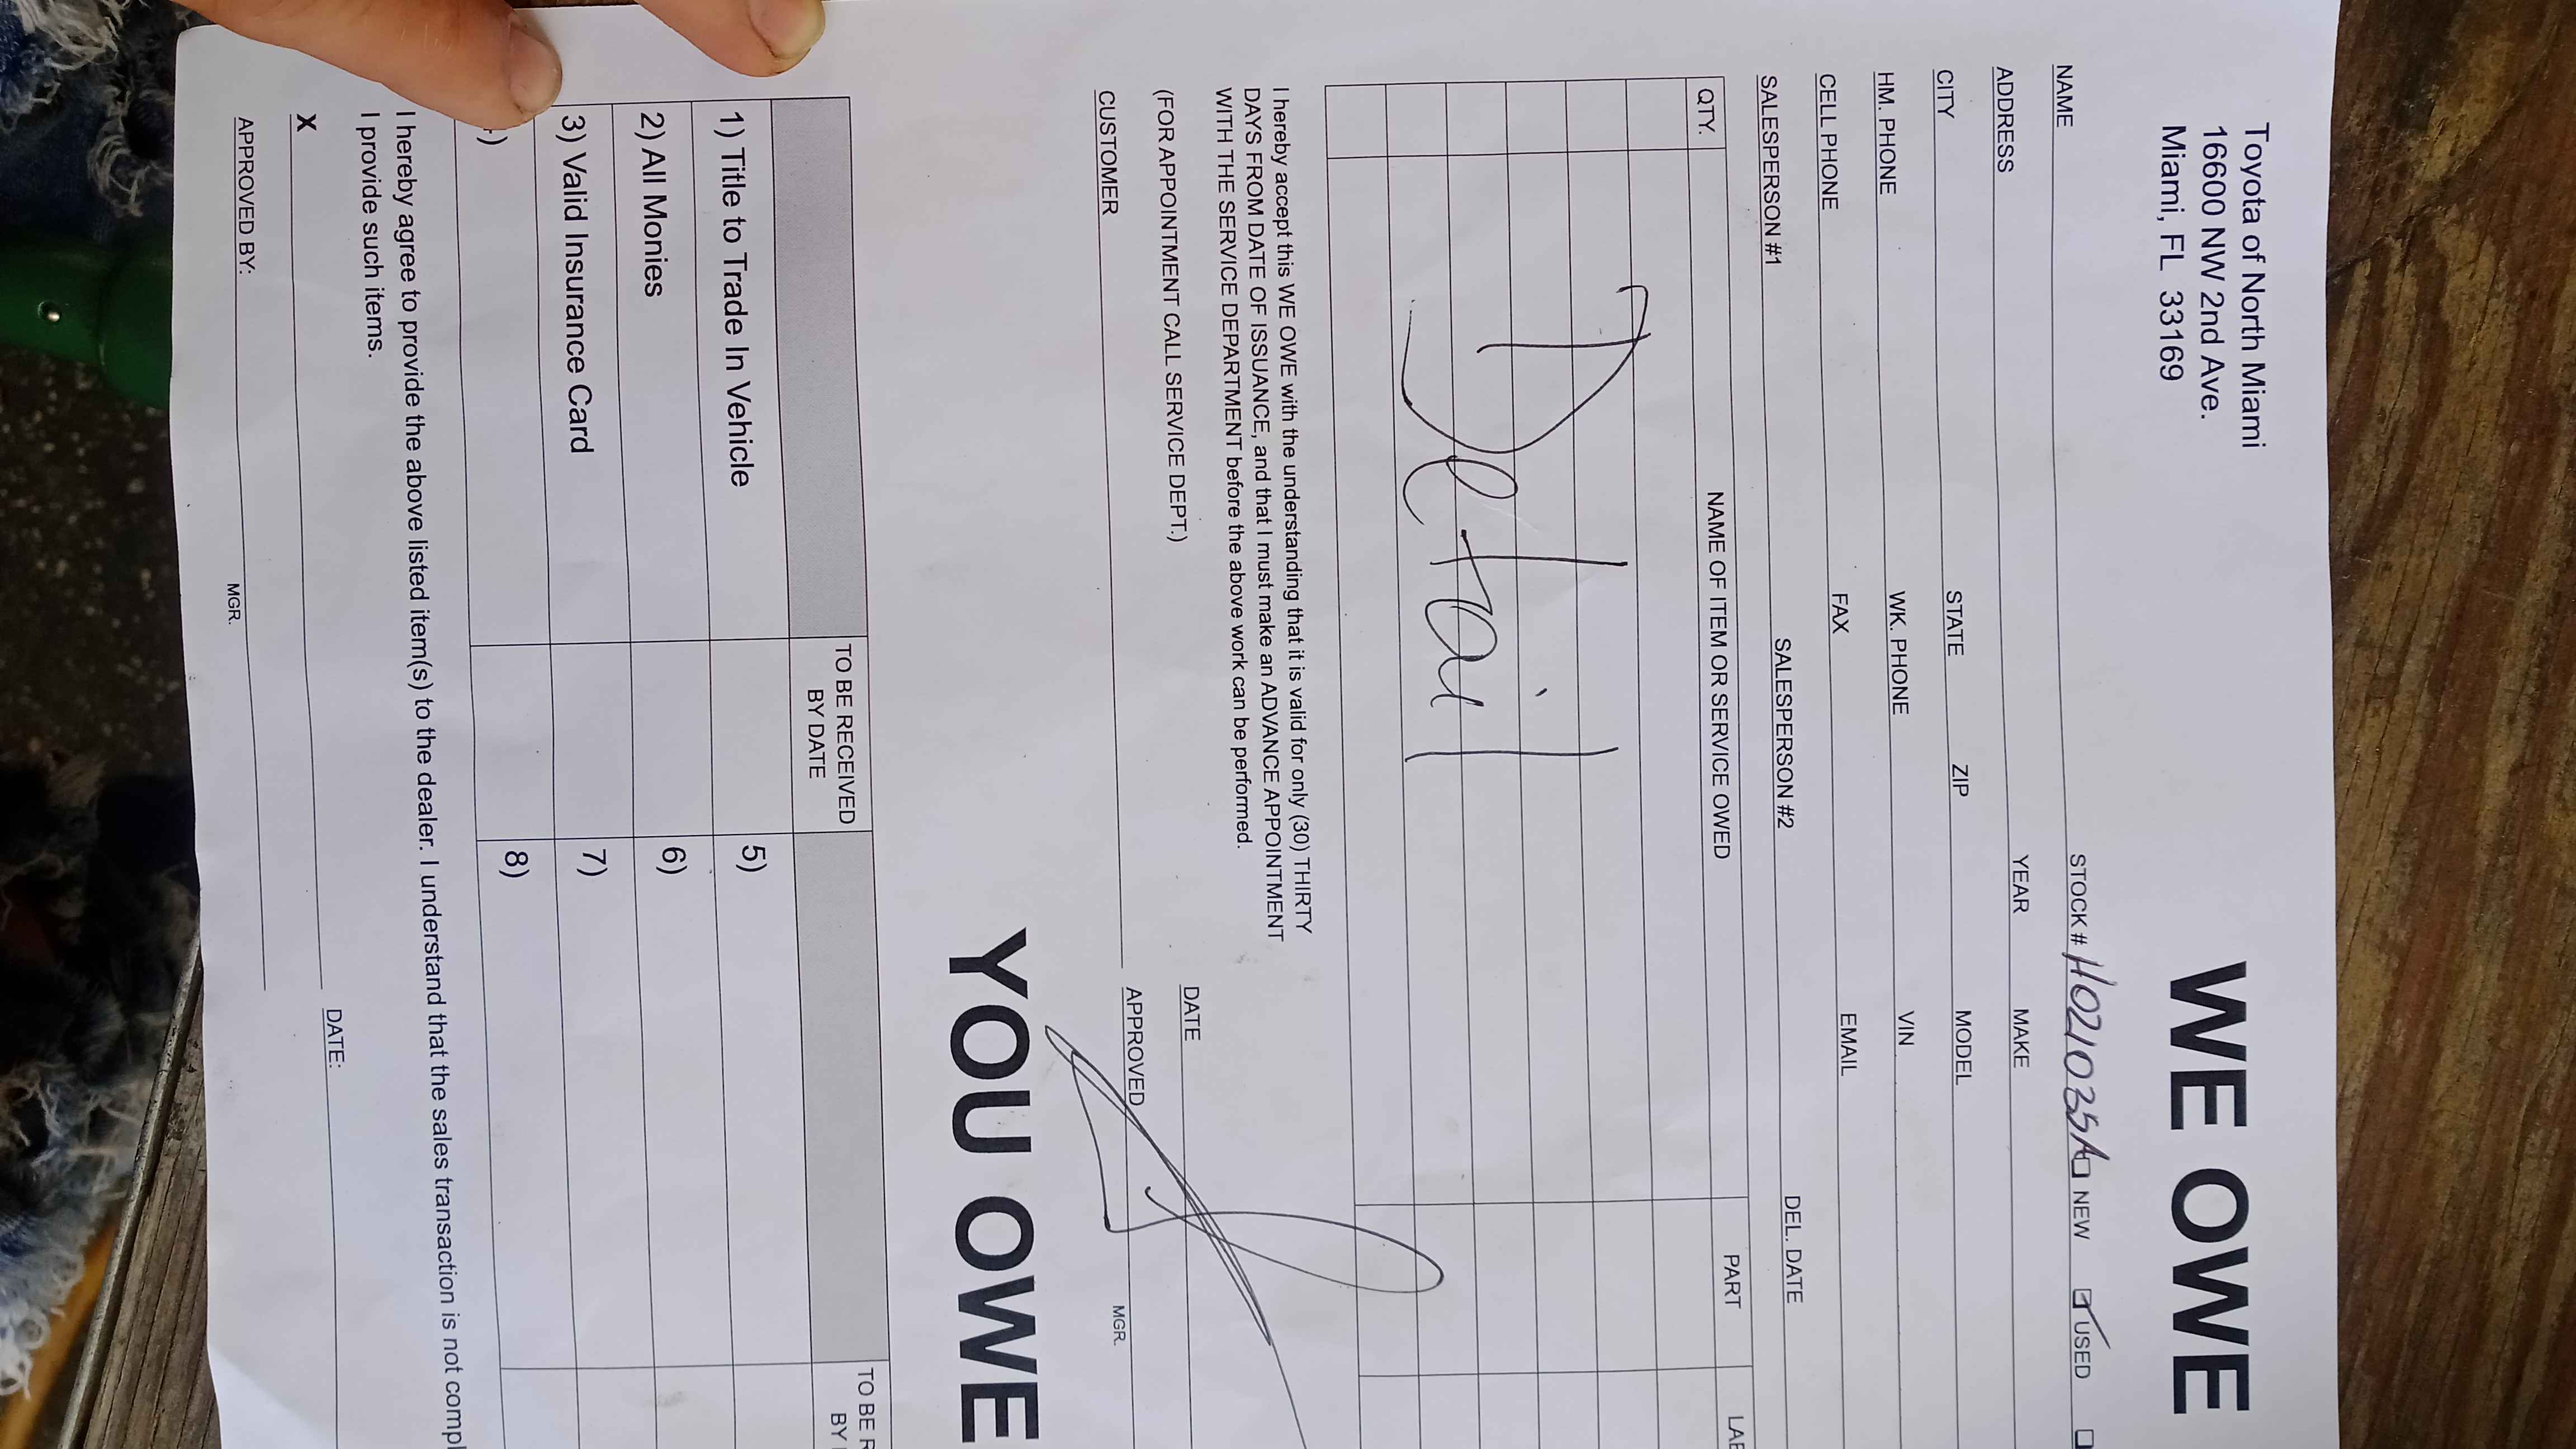 Toyota of North Miami
16600 NW 2nd Ave.
Miami, FL 33169
WE OWE
NAME STOCK # H021035A NEW USED
ADDRESS YEAR MAKE
CITY STATE ZIP MODEL
HM. PHONE WK. PHONE VIN
CELL PHONE FAX EMAIL
SALESPERSON #1 SALESPERSON #2 DEL. DATE
QTY. NAME OF ITEM OR SERVICE OWED PART
Detail
I hereby accept this WE OWE with the understanding that it is valid for only (30) THIRTY
DAYS FROM DATE OF ISSUANCE, and that I must make an ADVANCE APPOINTMENT
WITH THE SERVICE DEPARTMENT before the above work can be performed.
DATE
(FOR APPOINTMENT CALL SERVICE DEPT.)
CUSTOMER APPROVED
MGR.
YOU OWE
TO BE RECEIVED TO BE
BY DATE BY
1) Title to Trade In Vehicle 5)
2) All Monies 6)
3) Valid Insurance Card 7)
) 8)
I hereby agree to provide the above listed item(s) to the dealer. I understand that the sales transaction is not compl
I provide such items.
X DATE:
APPROVED BY:
MGR.